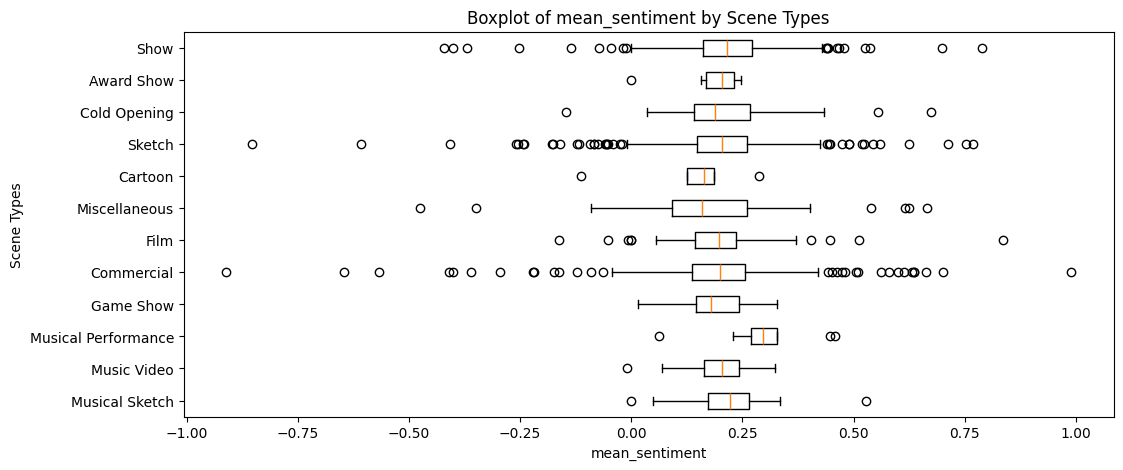 Boxplot of mean_sentiment by Scene Types
Show
Award Show
Cold Opening
Sketch
Cartoon
Miscellaneous
Film
Commercial
Game Show
Musical Performance
Music Video
Musical Sketch
Scene Types
−1.00 −0.75 −0.50 −0.25 0.00 0.25 0.50 0.75 1.00
mean_sentiment